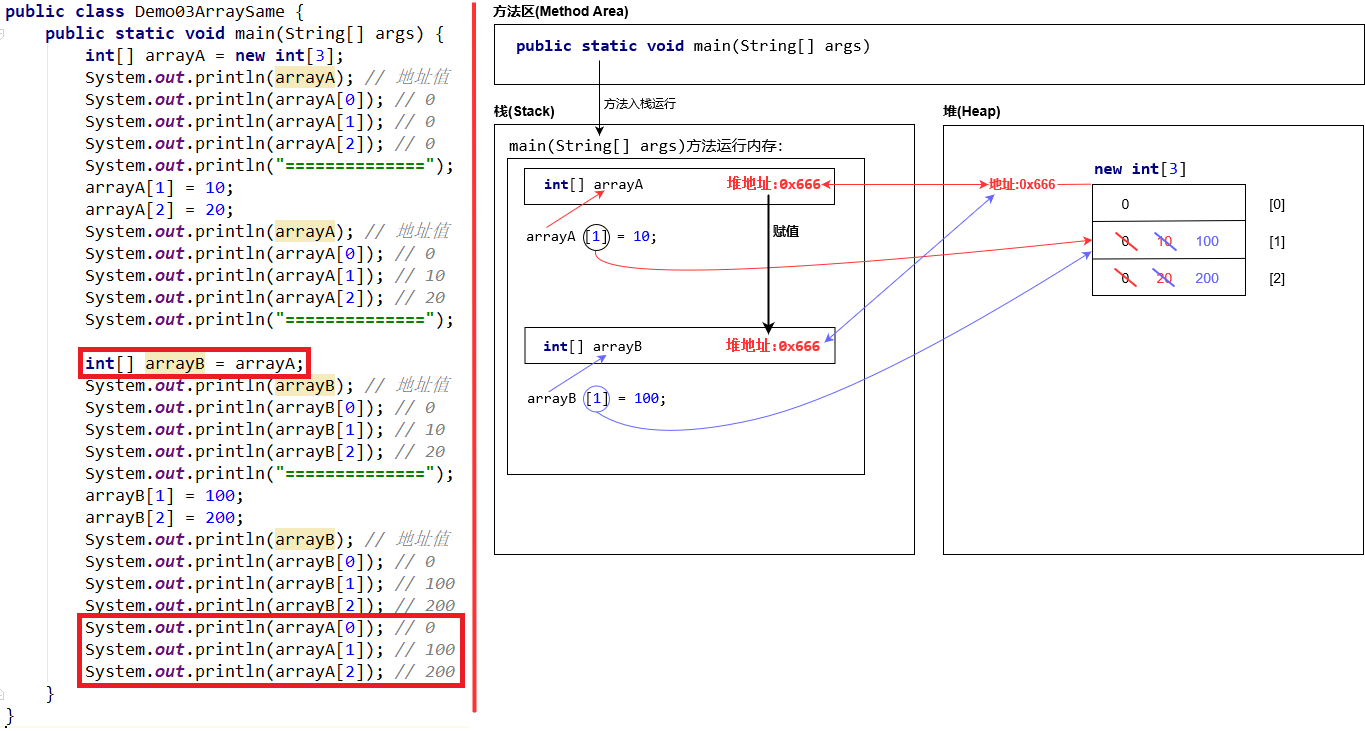 public class Demo03ArraySame {
public static void main(String[] args) {
int[] arrayA = new int[3];
System.out.println(arrayA); // 地址值
System.out.println(arrayA[0]); // 0
System.out.println(arrayA[1]); // 0
System.out.println(arrayA[2]); // 0
System.out.println("==============");
arrayA[1] = 10;
arrayA[2] = 20;
System.out.println(arrayA); // 地址值
System.out.println(arrayA[0]); // 0
System.out.println(arrayA[1]); // 10
System.out.println(arrayA[2]); // 20
System.out.println("==============");
int[] arrayB = arrayA;
System.out.println(arrayB); // 地址值
System.out.println(arrayB[0]); // 0
System.out.println(arrayB[1]); // 10
System.out.println(arrayB[2]); // 20
System.out.println("==============");
arrayB[1] = 100;
arrayB[2] = 200;
System.out.println(arrayB); // 地址值
System.out.println(arrayB[0]); // 0
System.out.println(arrayB[1]); // 100
System.out.println(arrayB[2]); // 200
System.out.println(arrayA[0]); // 0
System.out.println(arrayA[1]); // 100
System.out.println(arrayA[2]); // 200
}
}
方法区(Method Area)
public static void main(String[] args)
方法入栈运行
栈(Stack)
main(String[] args)方法运行内存:
int[] arrayA 堆地址:0x666
arrayA [1] = 10;
赋值
int[] arrayB 堆地址:0x666
arrayB [1] = 100;
堆(Heap)
new int[3]
地址:0x666
0 [0]
0 10 100 [1]
0 20 200 [2]